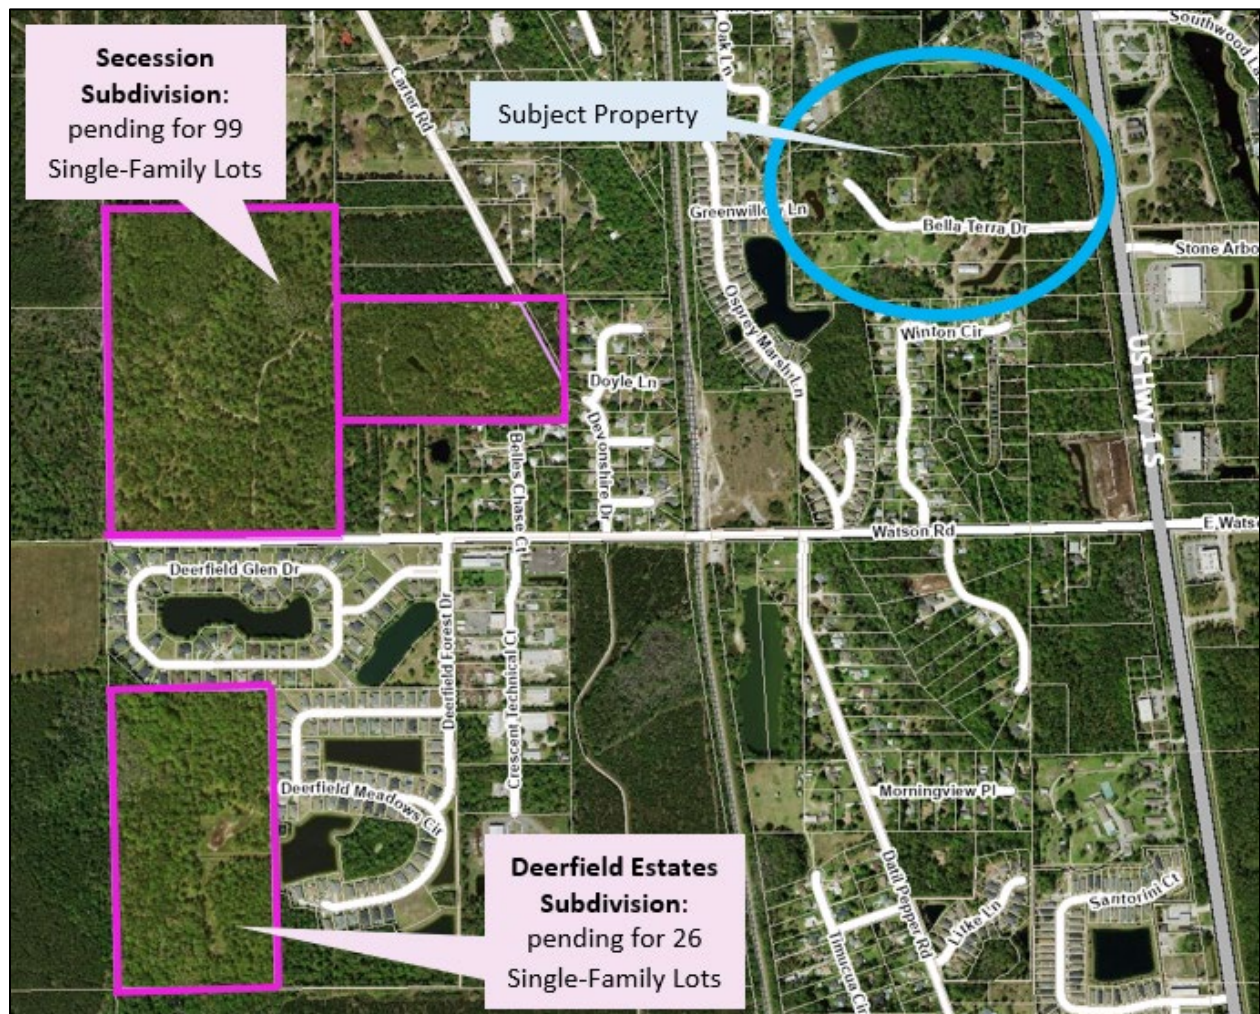 Southwood L
Oak Ln
Secession
Subdivision:
pending for 99
Single-Family Lots
Carter Rd
Subject Property
Greenwillow Ln
Bella Terra Dr
Stone Arbo
Osprey Marsh Ln
Winton Cir
US Hwy 1 S
Doyle Ln
Devonshire Dr
Belles Chase Ct
Watson Rd
E Wats
Deerfield Glen Dr
Deerfield Forest Dr
Crescent Technical Ct
Deerfield Meadows Cir
Morningview Pl
Datil Pepper Rd
Deerfield Estates
Subdivision:
pending for 26
Single-Family Lots
Timucua Cir
Litke Ln
Santorini Ct